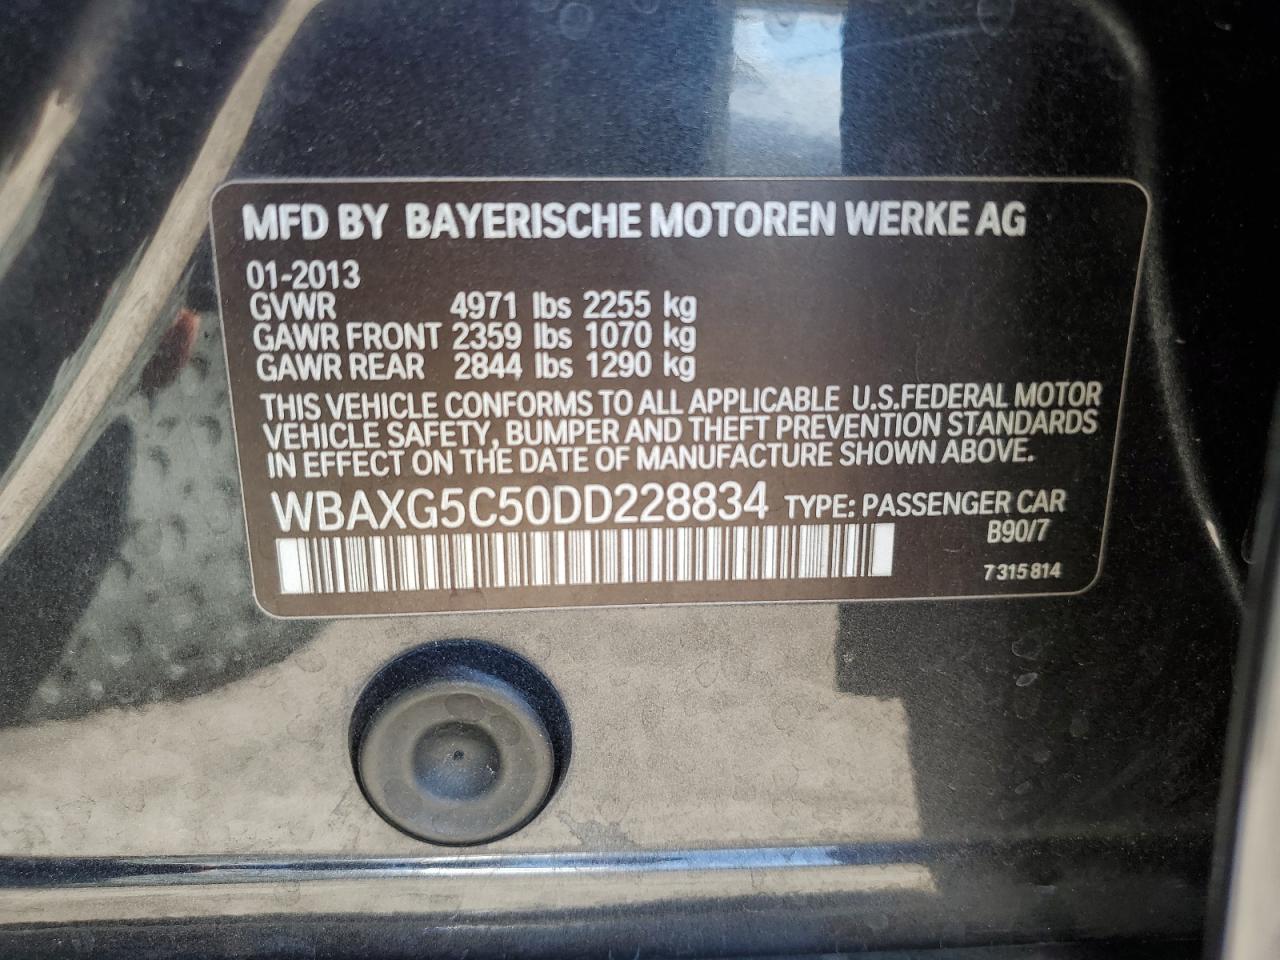 MFD BY BAYERISCHE MOTOREN WERKE AG
01-2013
GVWR 4971 lbs 2255 kg
GAWR FRONT 2359 lbs 1070 kg
GAWR REAR 2844 lbs 1290 kg
THIS VEHICLE CONFORMS TO ALL APPLICABLE U.S.FEDERAL MOTOR
VEHICLE SAFETY, BUMPER AND THEFT PREVENTION STANDARDS
IN EFFECT ON THE DATE OF MANUFACTURE SHOWN ABOVE.
WBAXG5C50DD228834 TYPE: PASSENGER CAR
B90/7
7 315 814